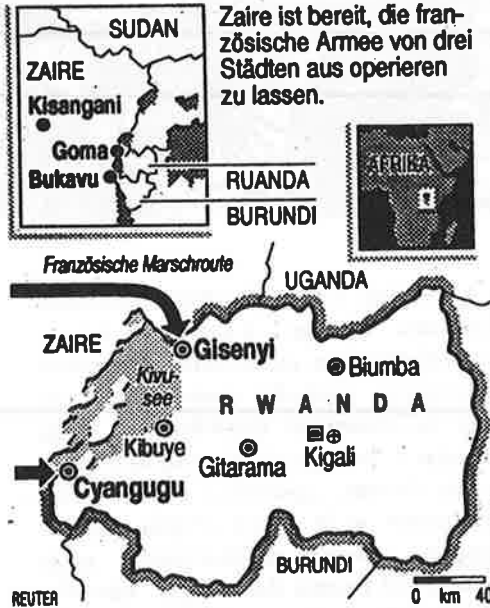 Zaire ist bereit, die fran-
zösische Armee von drei
Städten aus operieren
zu lassen.
SUDAN
ZAIRE
Kisangani
Goma
Bukavu
RUANDA
BURUNDI
AFRIKA
Französische Marschroute
UGANDA
ZAIRE
Gisenyi
Kivu-
see
Biumba
RWANDA
Kibuye
Gitarama
Kigali
Cyangugu
BURUNDI
REUTER
0 km 40